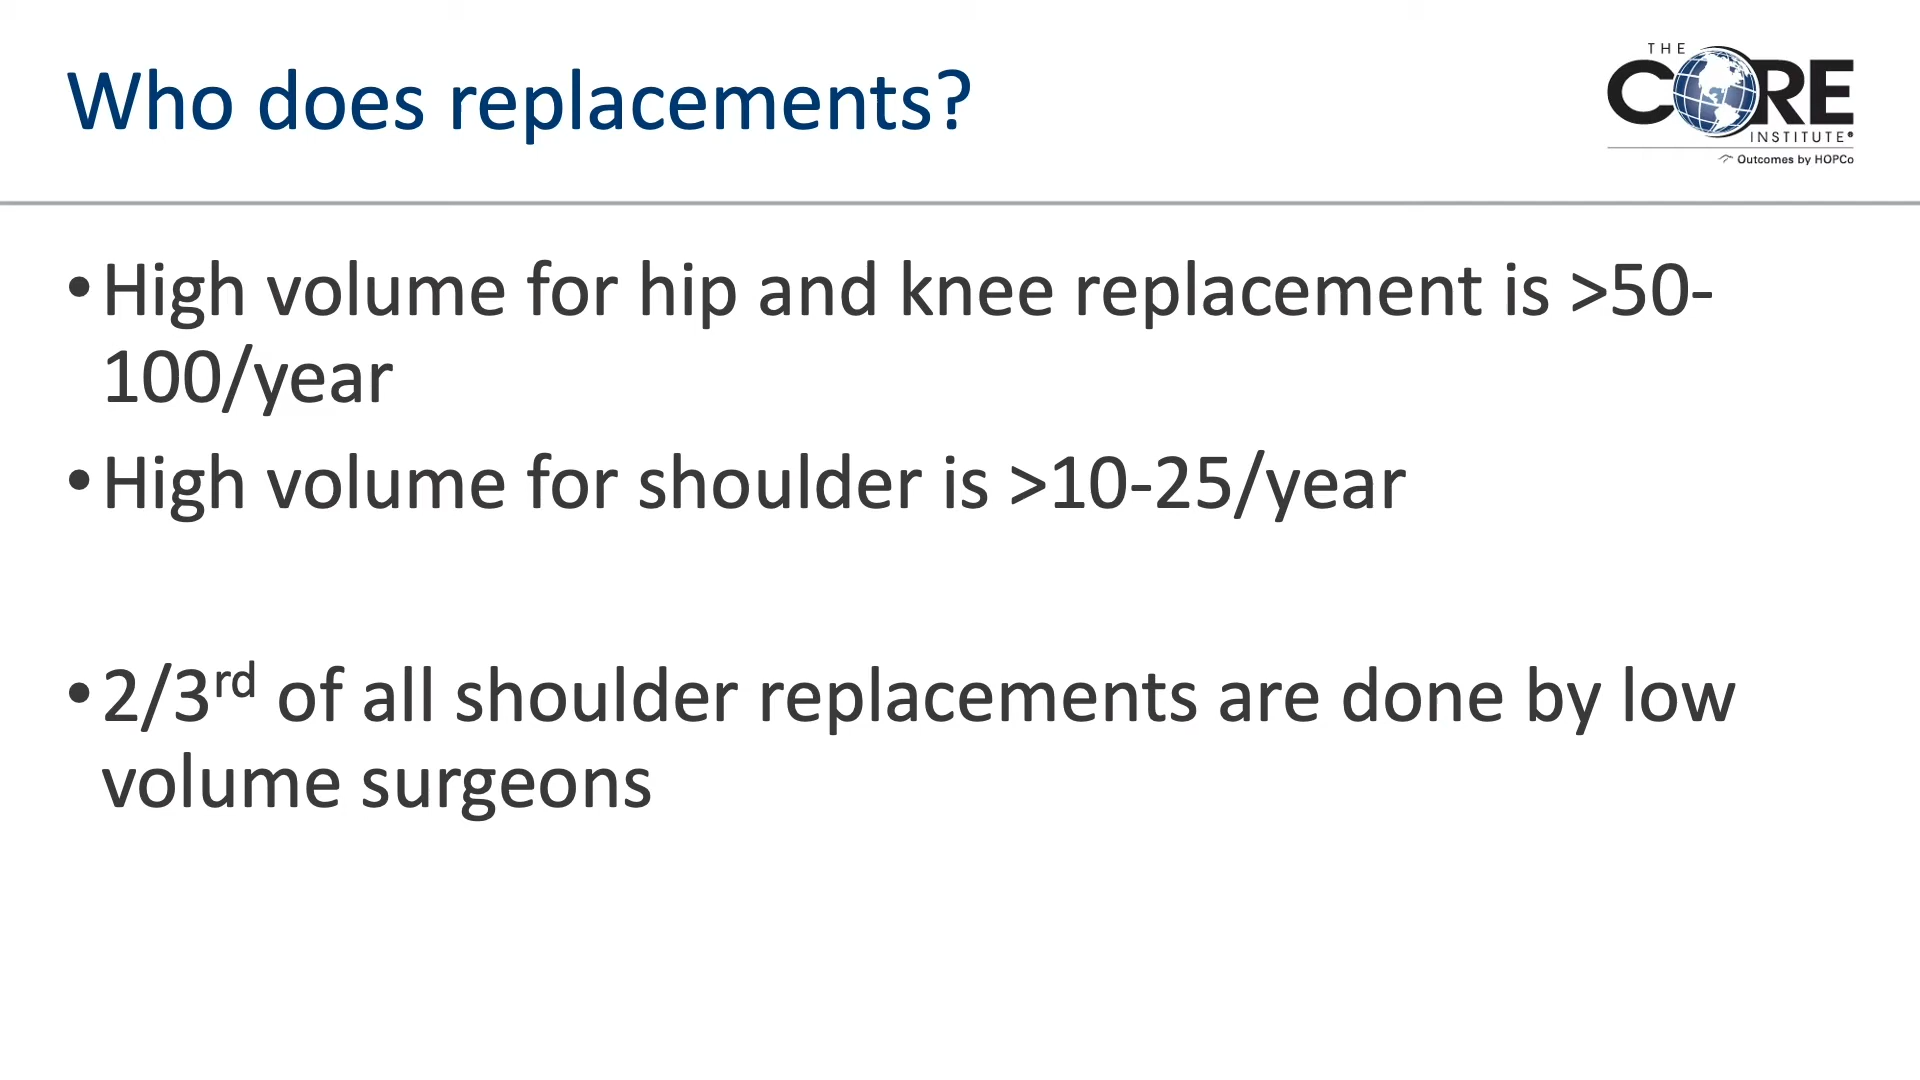 Who does replacements?
THE
CORE
INSTITUTE®
Outcomes by HOPCo
• High volume for hip and knee replacement is >50-
100/year
• High volume for shoulder is >10-25/year
• 2/3rd of all shoulder replacements are done by low
volume surgeons